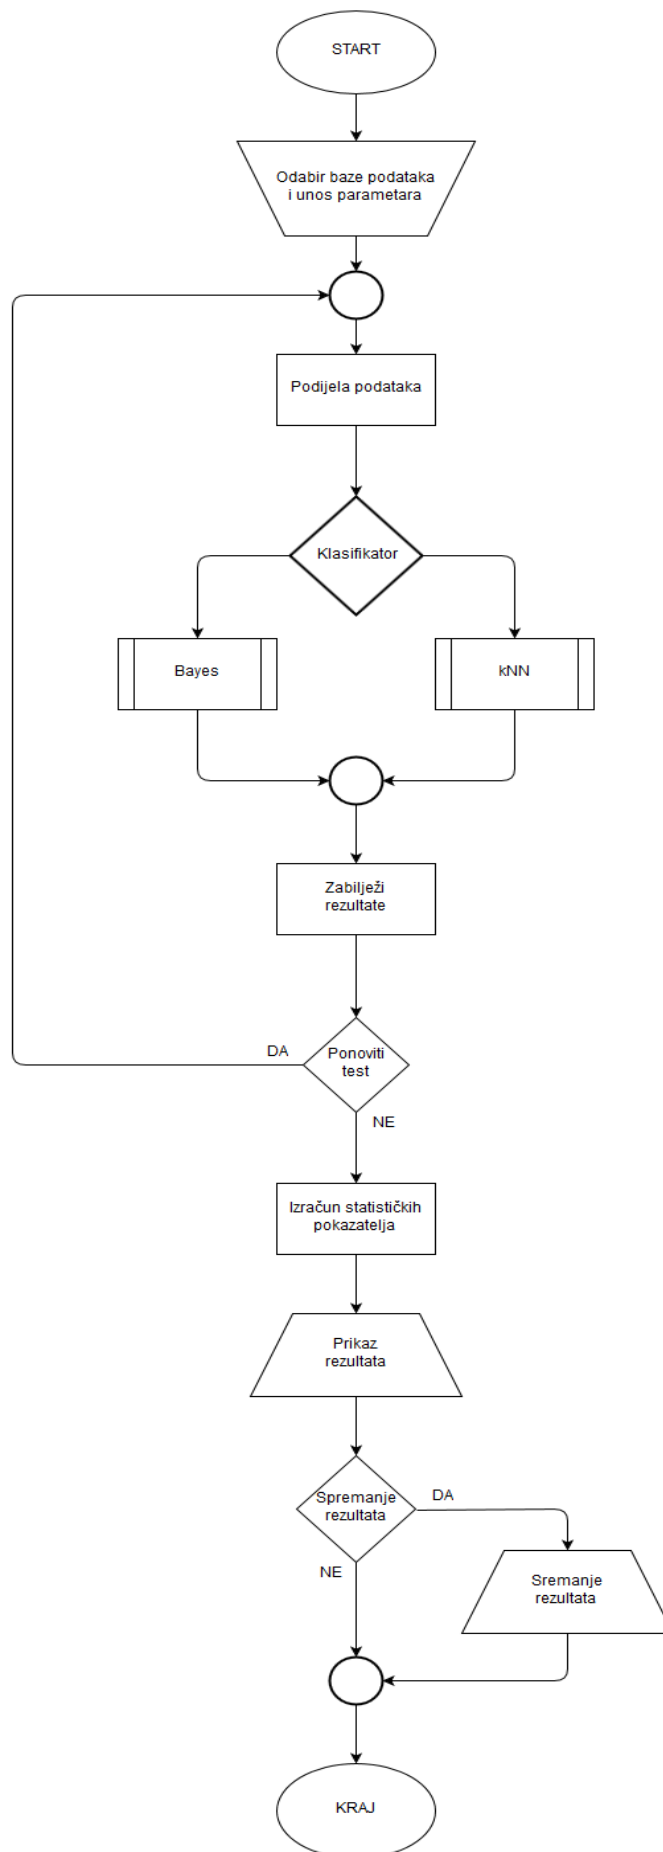 START
Odabir baze podataka
i unos parametara
Podijela podataka
Klasifikator
Bayes
kNN
Zabilježi
rezultate
DA
Ponoviti
test
NE
Izračun statističkih
pokazatelja
Prikaz
rezultata
Spremanje
rezultata
DA
NE
Sremanje
rezultata
KRAJ